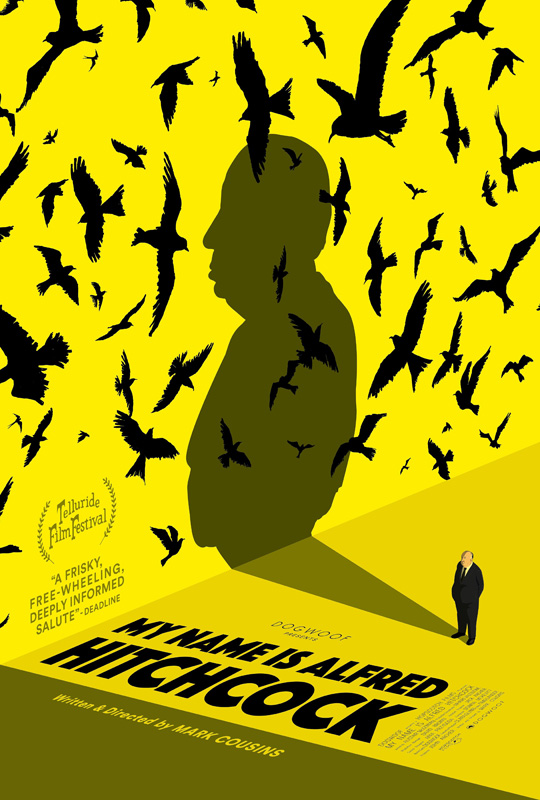 Telluride
Film Festival
"A FRISKY,
FREE-WHEELING,
DEEPLY INFORMED
SALUTE"-DEADLINE
DOGWOOF
PRESENTS
MY NAME IS ALFRED
HITCHCOCK
Written & Directed by MARK COUSINS